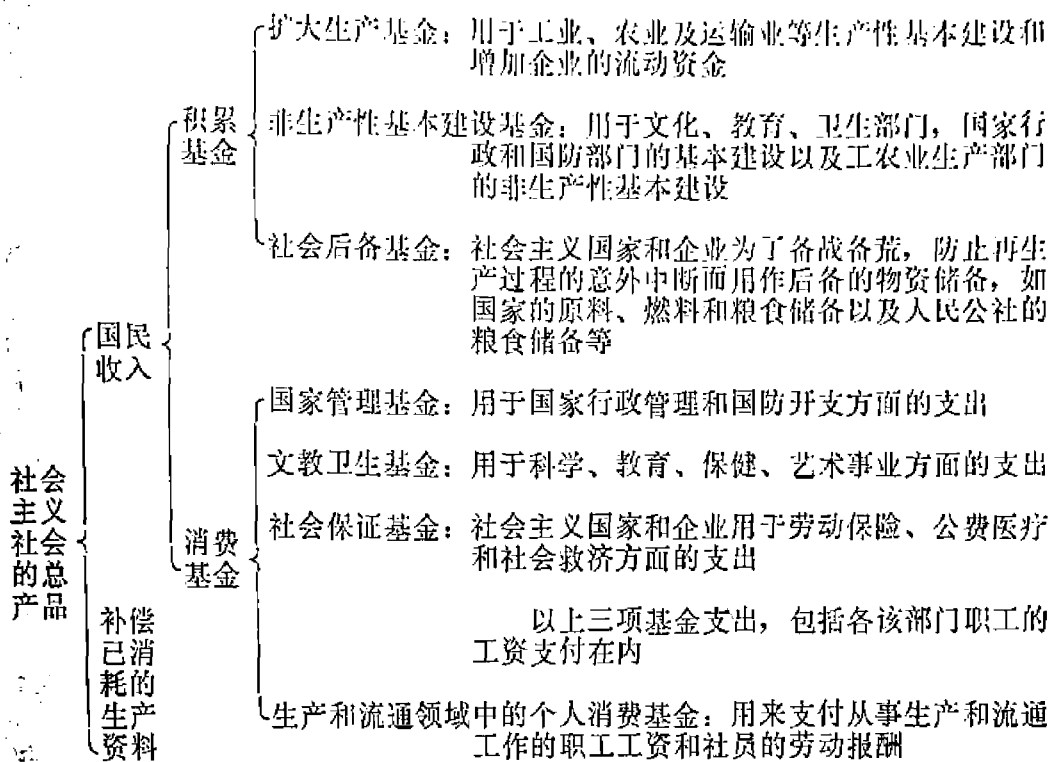 扩大生产基金：用于工业、农业及运输业等生产性基本建设和
增加企业的流动资金
积累
基金
非生产性基本建设基金：用于文化、教育、卫生部门，国家行
政和国防部门的基本建设以及工农业生产部门
的非生产性基本建设
社会后备基金：社会主义国家和企业为了备战备荒，防止再生
产过程的意外中断而用作后备的物资储备，如
国家的原料、燃料和粮食储备以及人民公社的
粮食储备等
国民
收入
国家管理基金：用于国家行政管理和国防开支方面的支出
文教卫生基金：用于科学、教育、保健、艺术事业方面的支出
社会
主义
社会
的总
产品
消费
基金
社会保证基金：社会主义国家和企业用于劳动保险、公费医疗
和社会救济方面的支出
以上三项基金支出，包括各该部门职工的
工资支付在内
补偿
已消
耗的
生产
资料
生产和流通领域中的个人消费基金：用来支付从事生产和流通
工作的职工工资和社员的劳动报酬